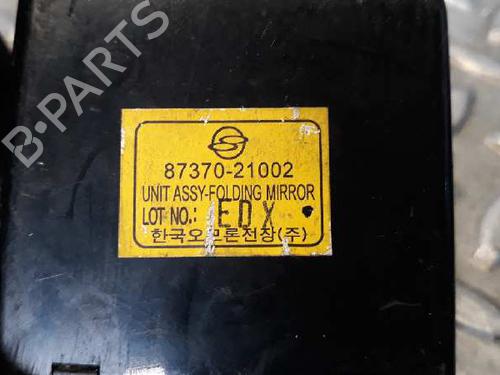 B-PARTS
87370-21002
UNIT ASSY-FOLDING MIRROR
LOT NO.: EDX
한국오므론전장(주)